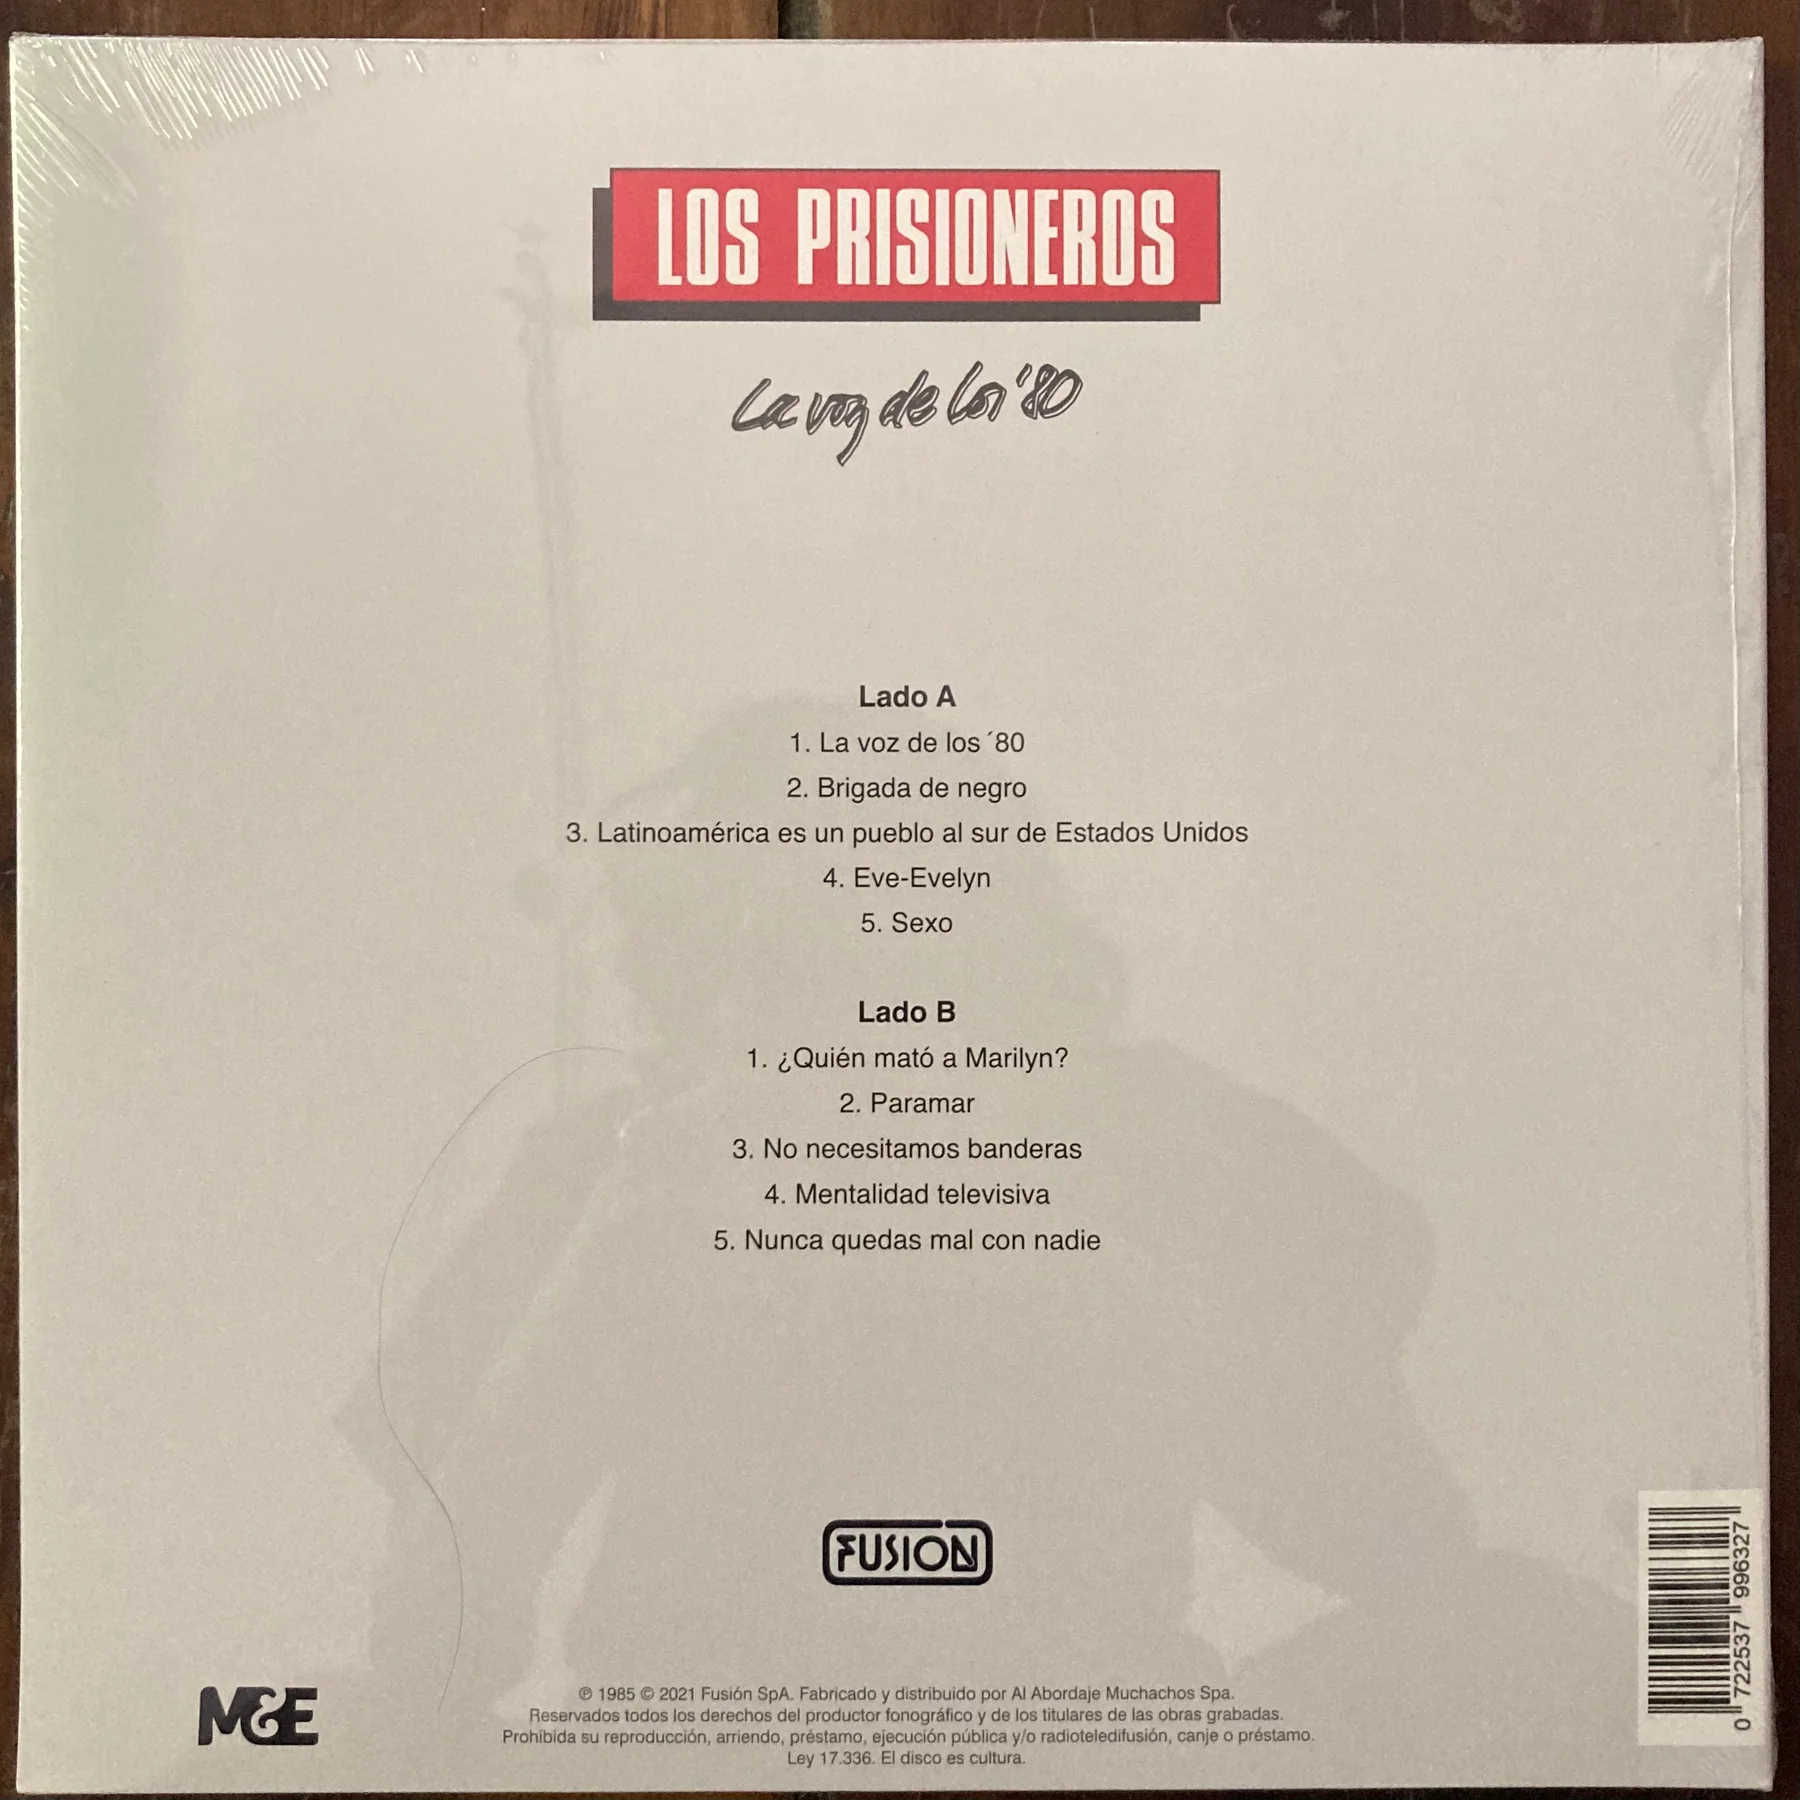 LOS PRISIONEROS
La voz de los '80
Lado A
1. La voz de los ´80
2. Brigada de negro
3. Latinoamérica es un pueblo al sur de Estados Unidos
4. Eve-Evelyn
5. Sexo
Lado B
1. ¿Quién mató a Marilyn?
2. Paramar
3. No necesitamos banderas
4. Mentalidad televisiva
5. Nunca quedas mal con nadie
FUSION
M&E
℗ 1985 © 2021 Fusión SpA. Fabricado y distribuido por Al Abordaje Muchachos Spa.
Reservados todos los derechos del productor fonográfico y de los titulares de las obras grabadas.
Prohibida su reproducción, arriendo, préstamo, ejecución pública y/o radioteledifusión, canje o préstamo.
Ley 17.336. El disco es cultura.
0 722537 996327